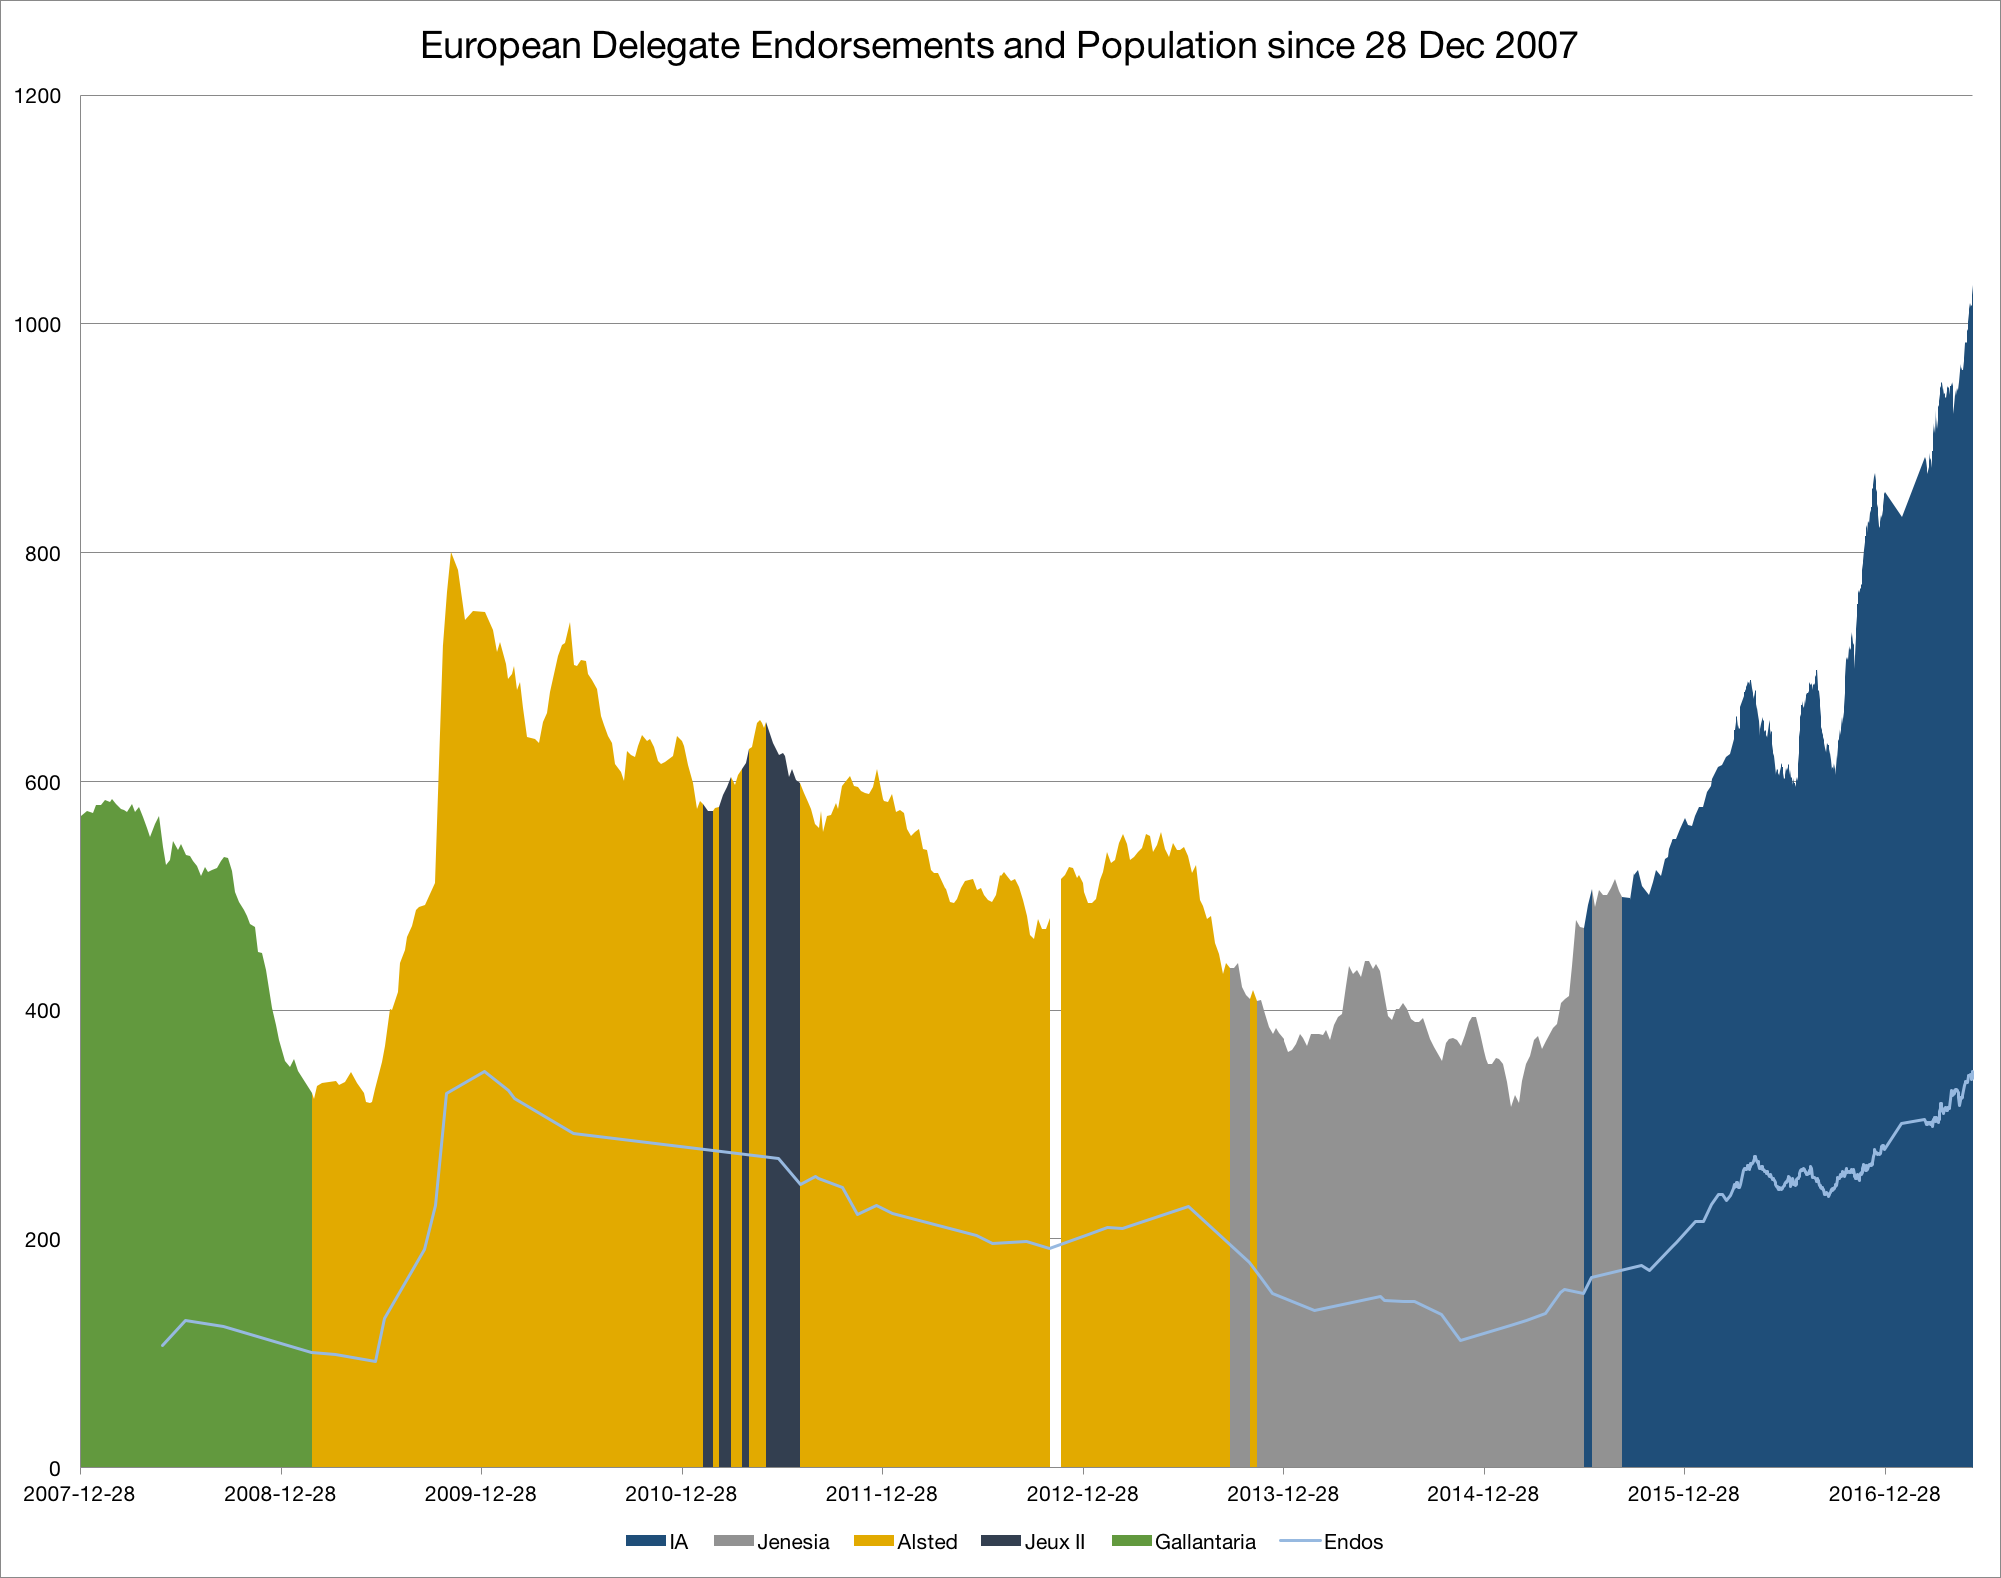 European Delegate Endorsements and Population since 28 Dec 2007
1200
1000
800
600
400
200
0
2007-12-28 2008-12-28 2009-12-28 2010-12-28 2011-12-28 2012-12-28 2013-12-28 2014-12-28 2015-12-28 2016-12-28
IA Jenesia Alsted Jeux II Gallantaria Endos